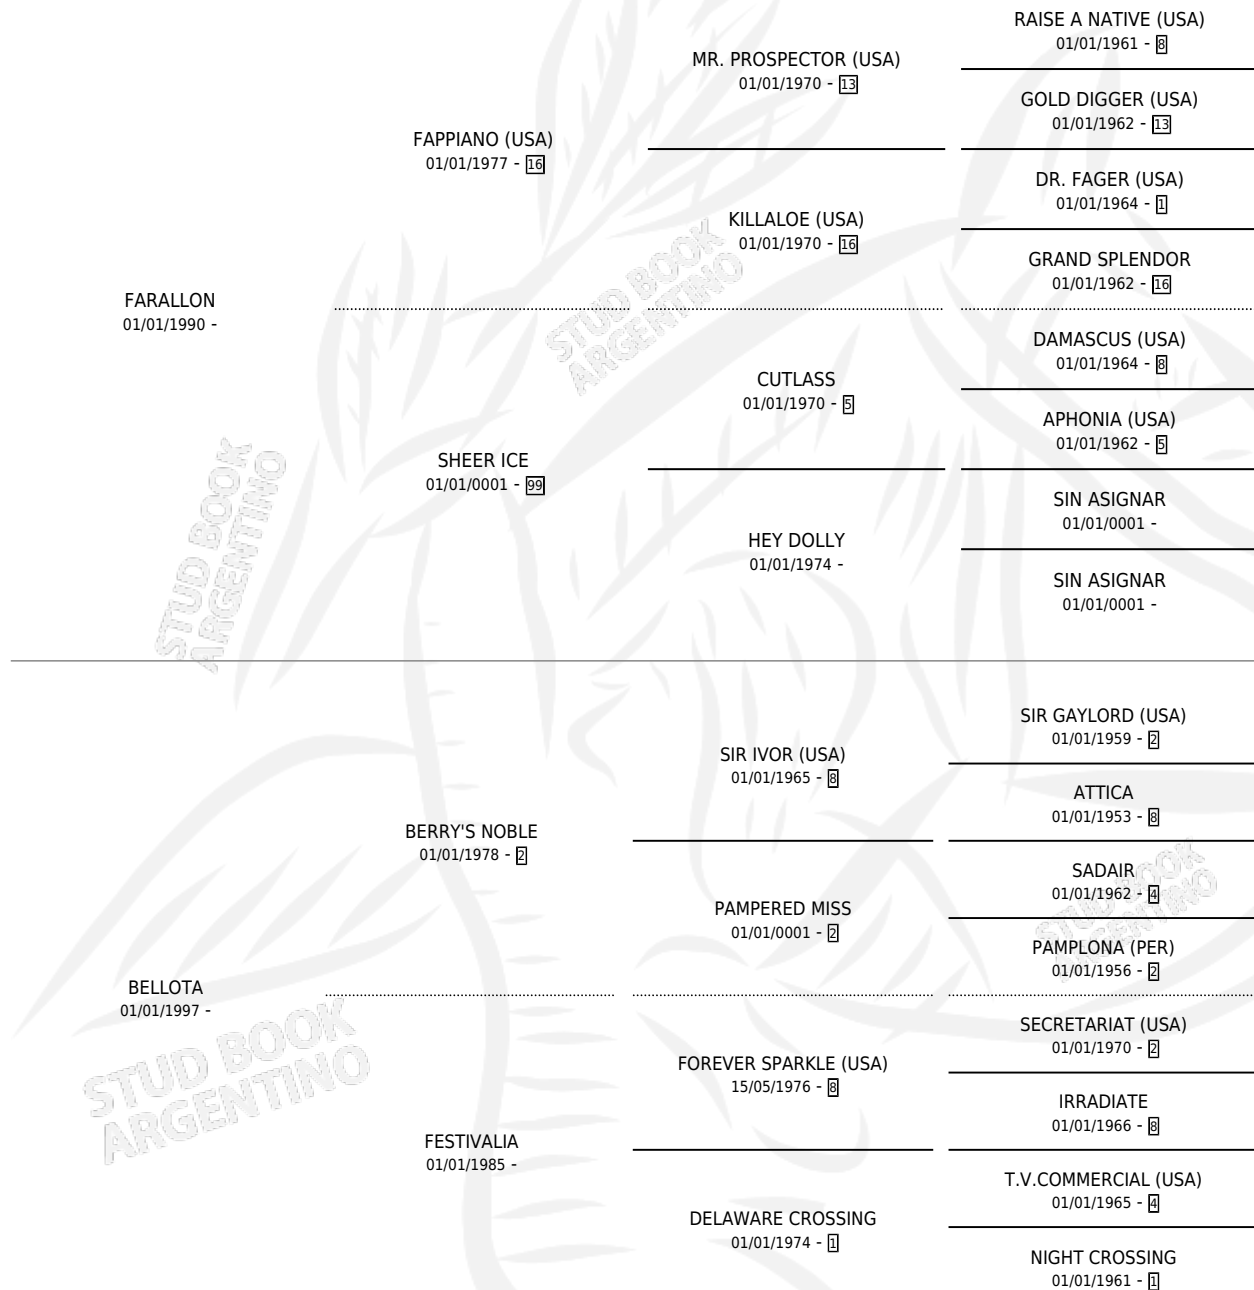 RAISE A NATIVE (USA)
01/01/1961 - 8
MR. PROSPECTOR (USA)
01/01/1970 - 13
GOLD DIGGER (USA)
01/01/1962 - 13
FAPPIANO (USA)
01/01/1977 - 16
DR. FAGER (USA)
01/01/1964 - 1
KILLALOE (USA)
01/01/1970 - 16
GRAND SPLENDOR
01/01/1962 - 16
FARALLON
01/01/1990 -
STUD BOOK
ARGENTINO
DAMASCUS (USA)
01/01/1964 - 8
CUTLASS
01/01/1970 - 5
APHONIA (USA)
01/01/1962 - 5
SHEER ICE
01/01/0001 - 99
SIN ASIGNAR
01/01/0001 -
HEY DOLLY
01/01/1974 -
SIN ASIGNAR
01/01/0001 -
STUD BOOK
ARGENTINO
SIR GAYLORD (USA)
01/01/1959 - 2
SIR IVOR (USA)
01/01/1965 - 8
ATTICA
01/01/1953 - 8
BERRY'S NOBLE
01/01/1978 - 2
SADAIR
01/01/1962 - 4
PAMPERED MISS
01/01/0001 - 2
PAMPLONA (PER)
01/01/1956 - 2
STUD BOOK
ARGENTINO
BELLOTA
01/01/1997 -
SECRETARIAT (USA)
01/01/1970 - 2
FOREVER SPARKLE (USA)
15/05/1976 - 8
IRRADIATE
01/01/1966 - 8
STUD BOOK
ARGENTINO
FESTIVALIA
01/01/1985 -
T.V.COMMERCIAL (USA)
01/01/1965 - 4
DELAWARE CROSSING
01/01/1974 - 1
NIGHT CROSSING
01/01/1961 - 1